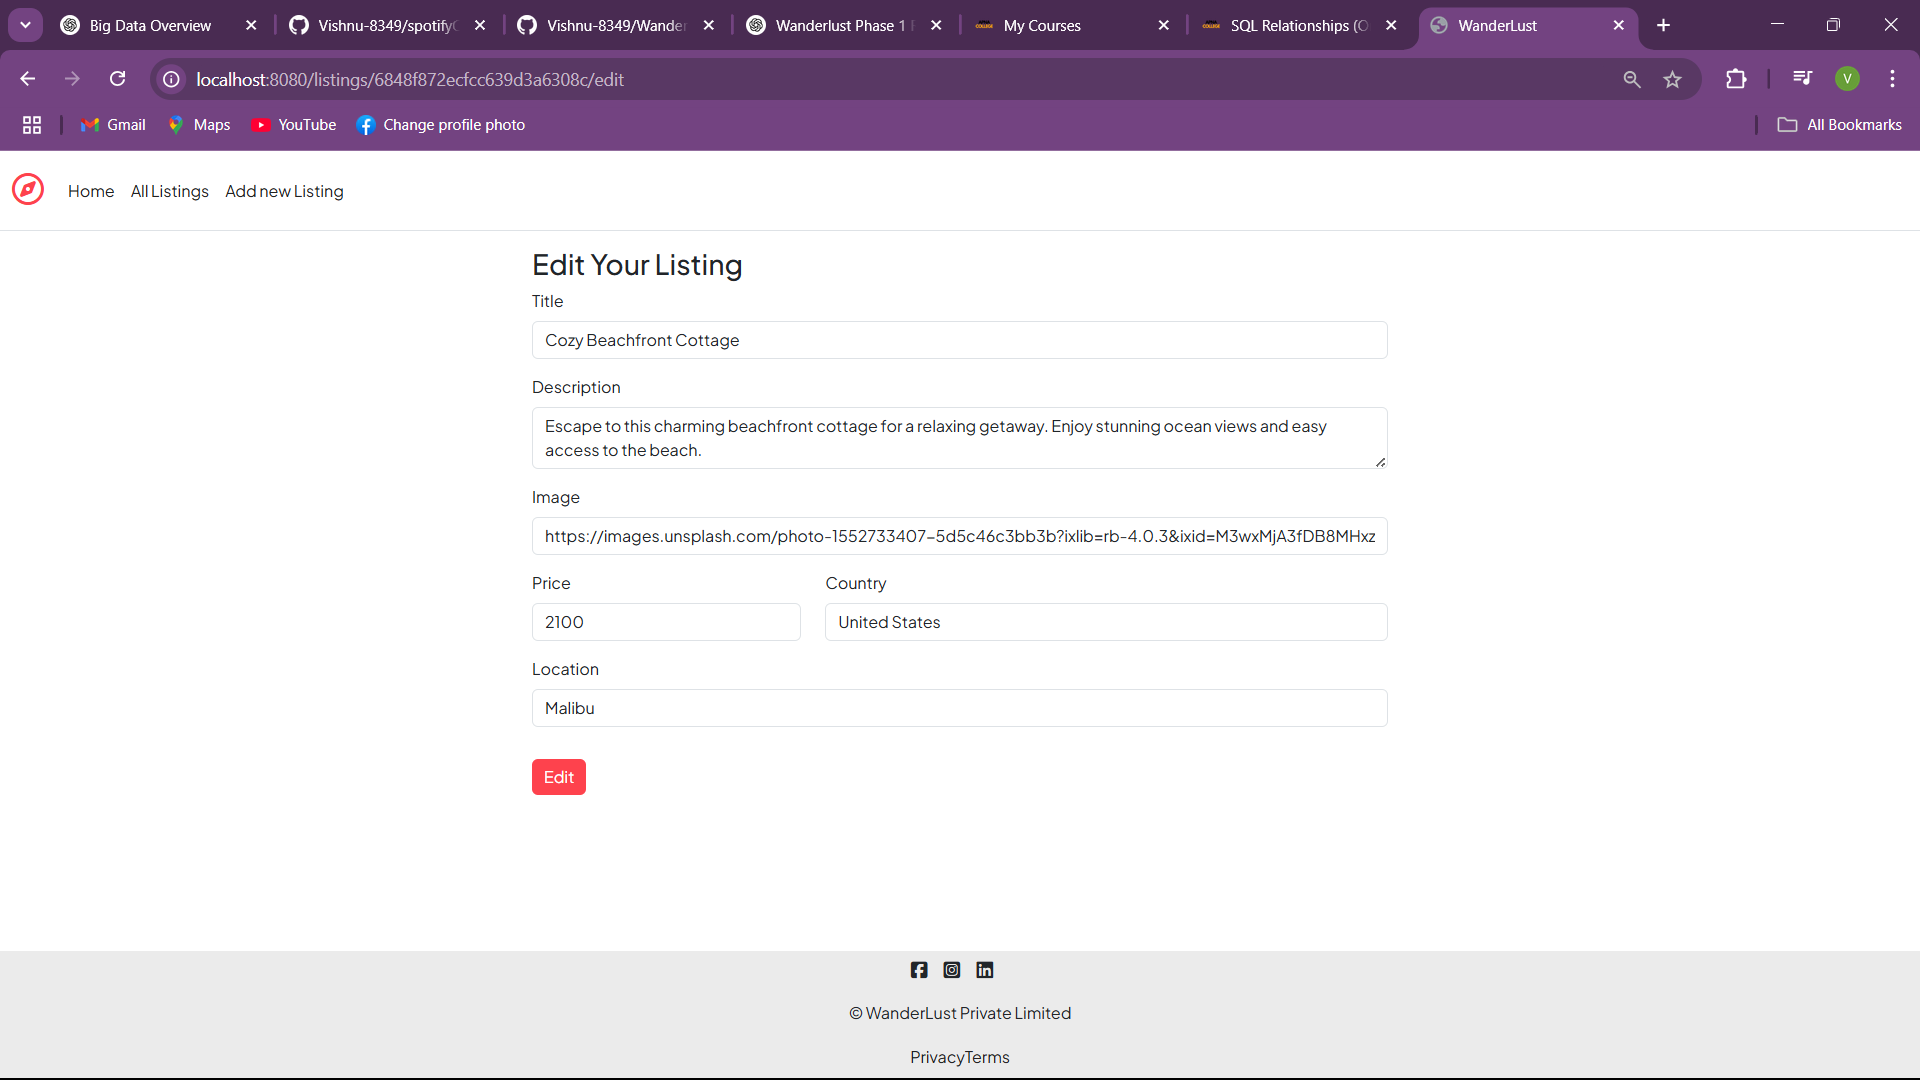 Big Data Overview
Vishnu-8349/spotify
Vishnu-8349/Wander
Wanderlust Phase 1
My Courses
SQL Relationships (O
WanderLust
localhost:8080/listings/6848f872ecfcc639d3a6308c/edit
V
Gmail
Maps
YouTube
Change profile photo
All Bookmarks
Home
All Listings
Add new Listing
Edit Your Listing
Title
Cozy Beachfront Cottage
Description
Escape to this charming beachfront cottage for a relaxing getaway. Enjoy stunning ocean views and easy
access to the beach.
Image
https://images.unsplash.com/photo-1552733407-5d5c46c3bb3b?ixlib=rb-4.0.3&ixid=M3wxMjA3fDB8MHxz
Price
Country
2100
United States
Location
Malibu
Edit
© WanderLust Private Limited
PrivacyTerms